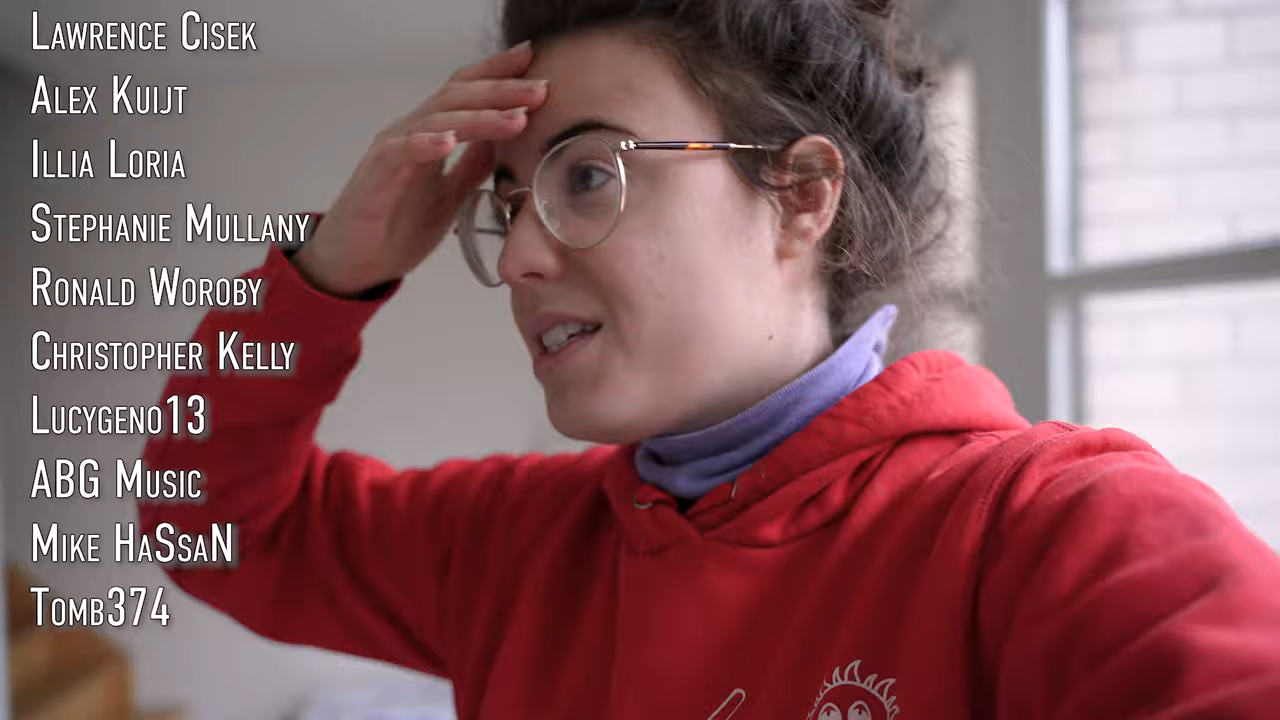 Lawrence Cisek
Alex Kuijt
Illia Loria
Stephanie Mullany
Ronald Woroby
Christopher Kelly
Lucygeno13
ABG Music
Mike HaSsaN
Tomb374